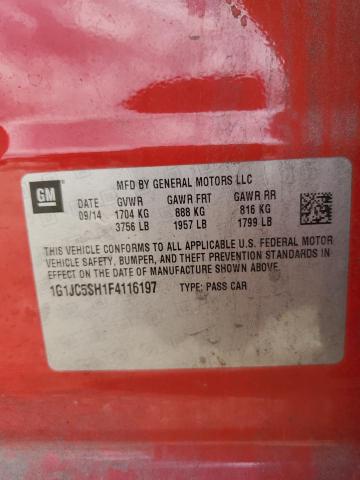 GM
MFD BY GENERAL MOTORS LLC
DATE GVWR GAWR FRT GAWR RR
09/14 1704 KG 888 KG 816 KG
3756 LB 1957 LB 1799 LB
THIS VEHICLE CONFORMS TO ALL APPLICABLE U.S. FEDERAL MOTOR
VEHICLE SAFETY, BUMPER, AND THEFT PREVENTION STANDARDS IN
EFFECT ON THE DATE OF MANUFACTURE SHOWN ABOVE.
1G1JC5SH1F4116197 TYPE: PASS CAR